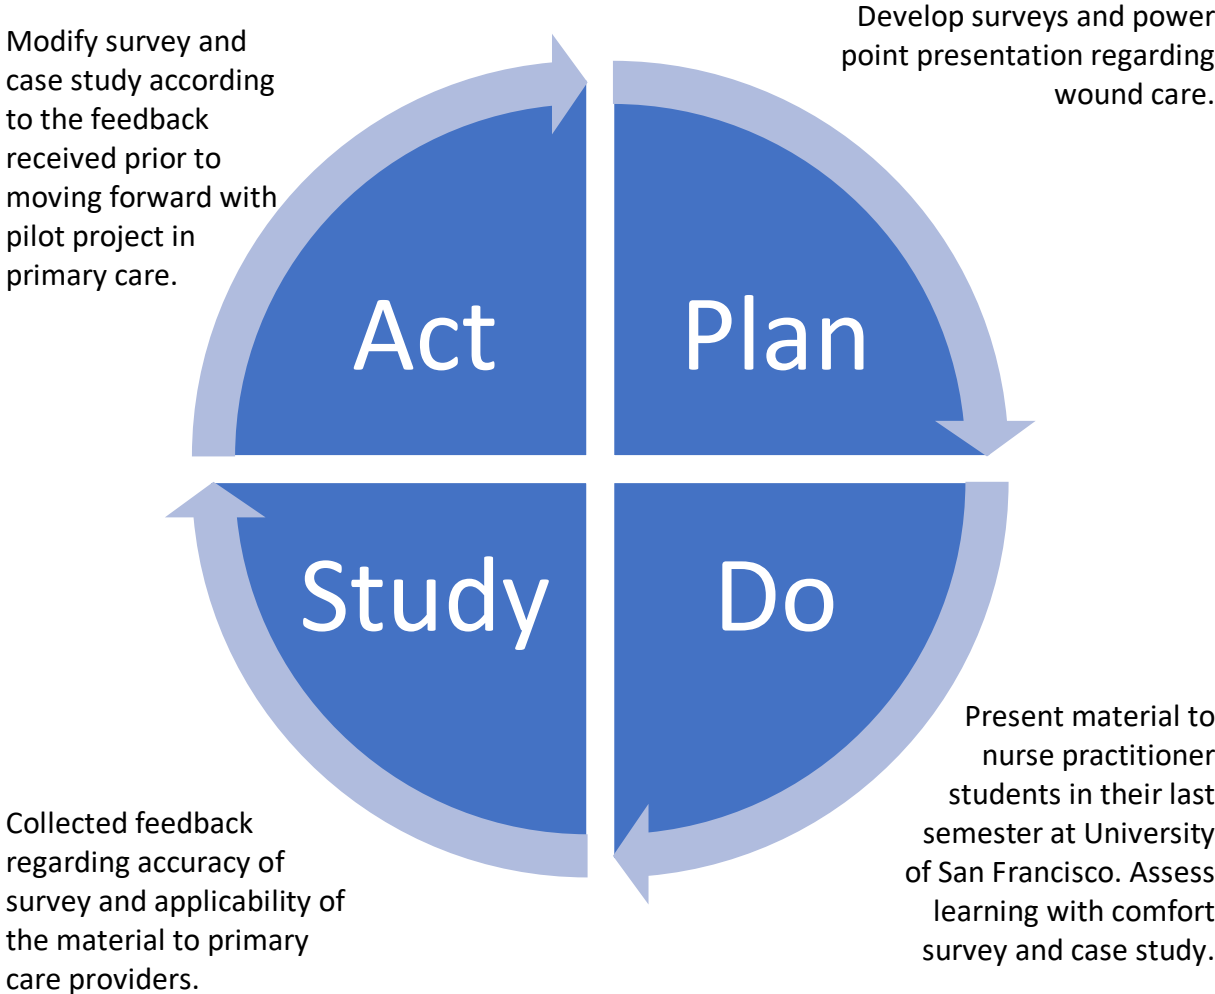 Modify survey and
case study according
to the feedback
received prior to
moving forward with
pilot project in
primary care.
Develop surveys and power
point presentation regarding
wound care.
Act
Plan
Study
Do
Collected feedback
regarding accuracy of
survey and applicability of
the material to primary
care providers.
Present material to
nurse practitioner
students in their last
semester at University
of San Francisco. Assess
learning with comfort
survey and case study.